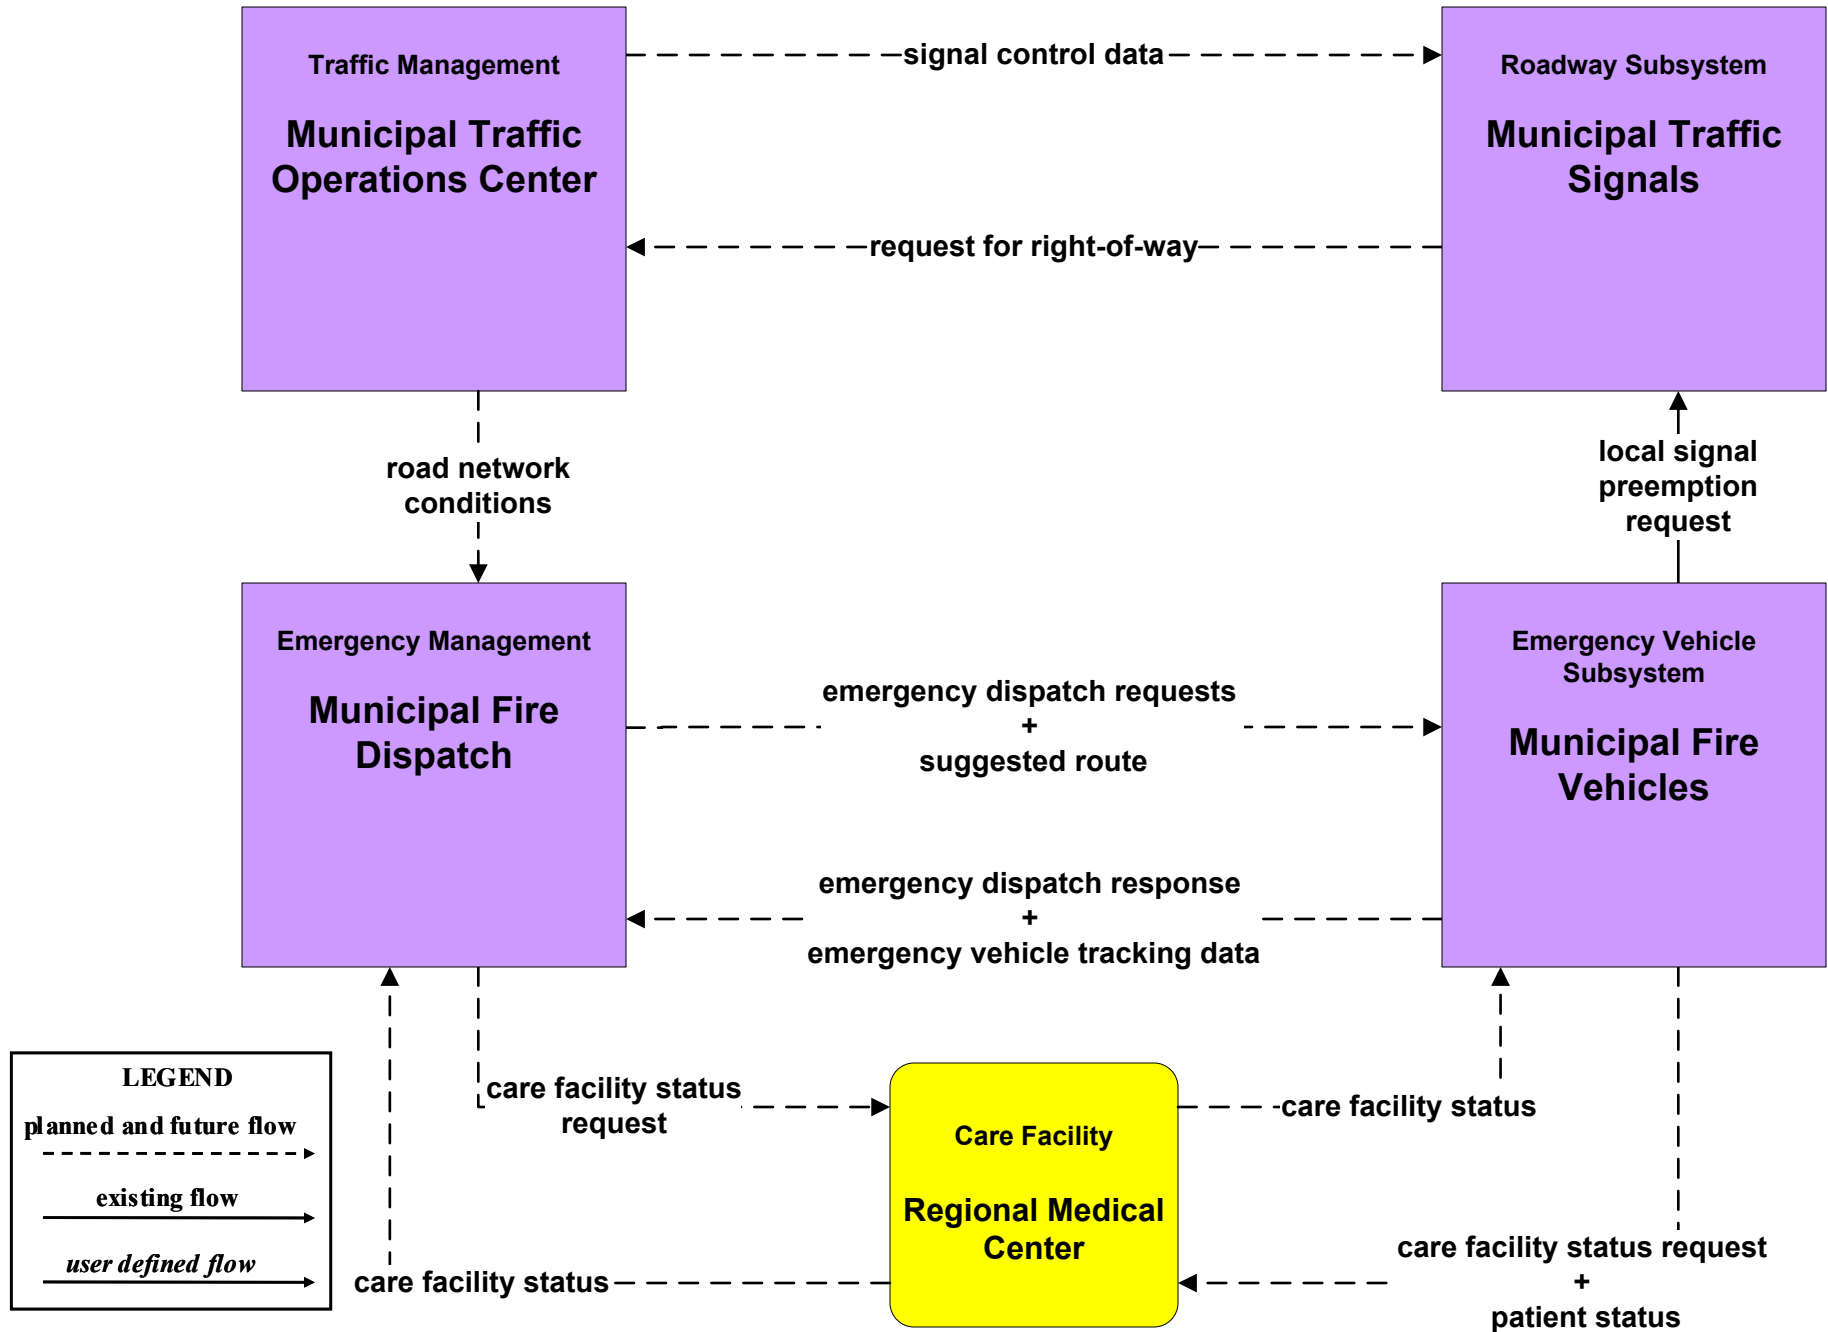 Traffic Management
Municipal Traffic
Operations Center
signal control data
Roadway Subsystem
Municipal Traffic
Signals
request for right-of-way
road network
conditions
local signal
preemption
request
Emergency Management
Municipal Fire
Dispatch
emergency dispatch requests
+
suggested route
Emergency Vehicle
Subsystem
Municipal Fire
Vehicles
emergency dispatch response
+
emergency vehicle tracking data
LEGEND
planned and future flow
existing flow
user defined flow
care facility status
request
Care Facility
Regional Medical
Center
care facility status
care facility status
care facility status request
+
patient status